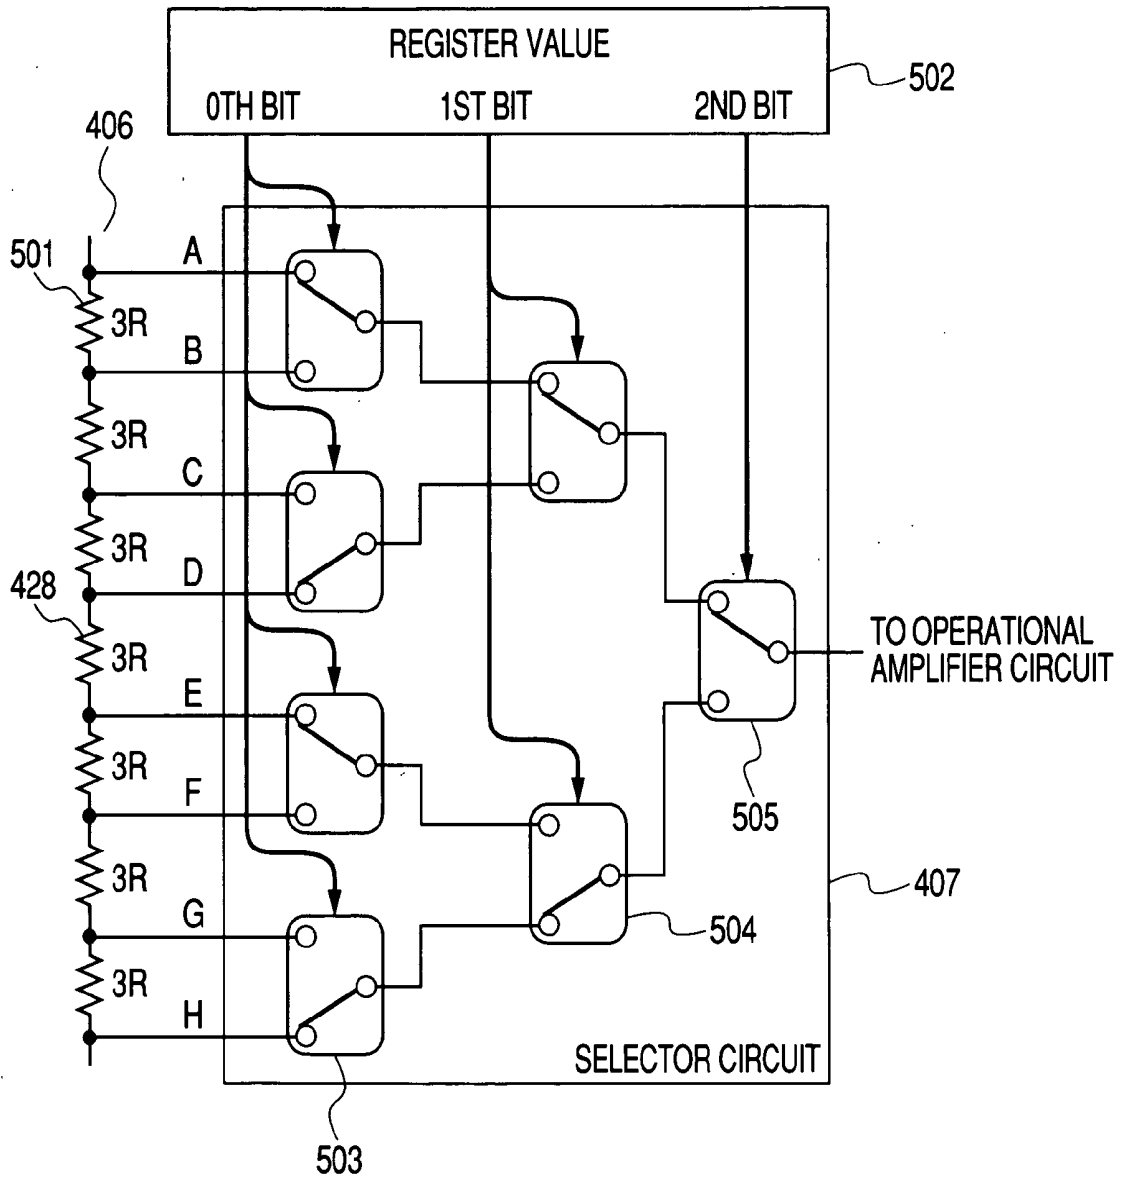 REGISTER VALUE
502
0TH BIT 1ST BIT 2ND BIT
406
501
A
3R
B
3R
C
3R
D
428
3R
TO OPERATIONAL
AMPLIFIER CIRCUIT
E
3R
F
505
3R
407
G
504
3R
H
SELECTOR CIRCUIT
503